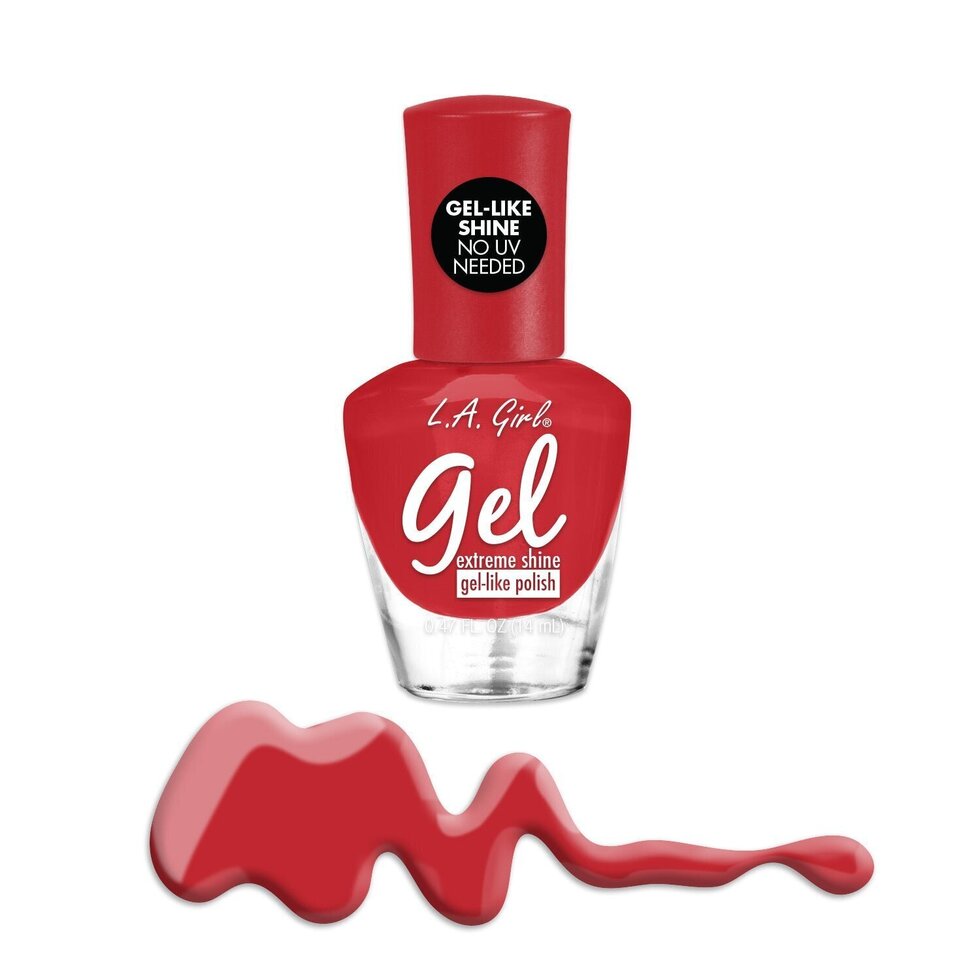 GEL-LIKE
SHINE
NO UV
NEEDED
L.A. Girl®
gel
extreme shine
gel-like polish
0.47 FL. OZ (14 mL)